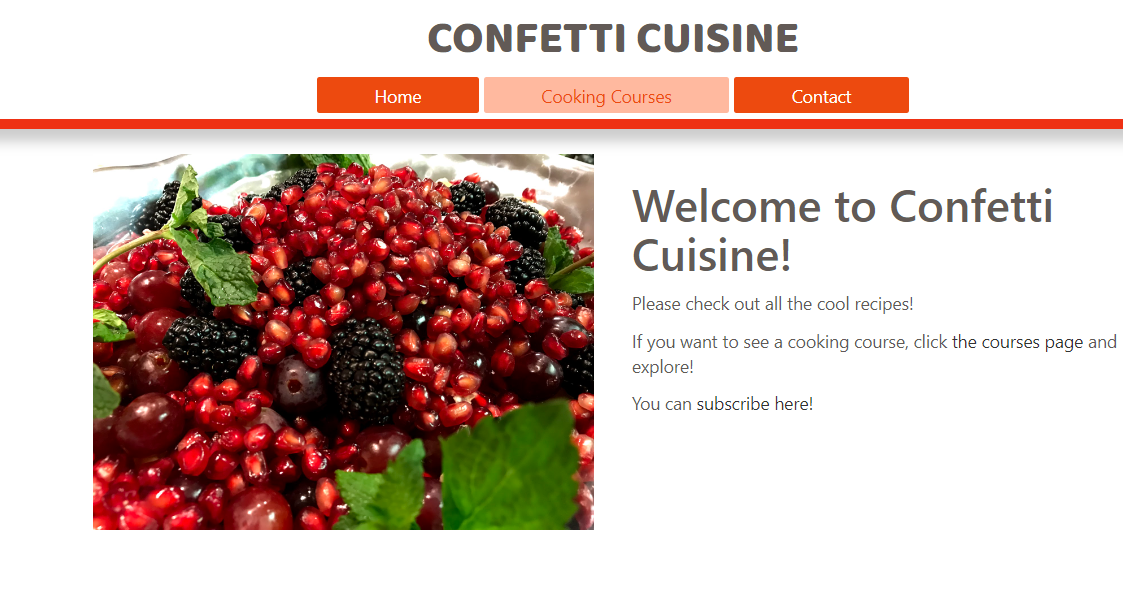 CONFETTI CUISINE
Home
Cooking Courses
Contact
Welcome to Confetti
Cuisine!
Please check out all the cool recipes!
If you want to see a cooking course, click the courses page and
explore!
You can subscribe here!